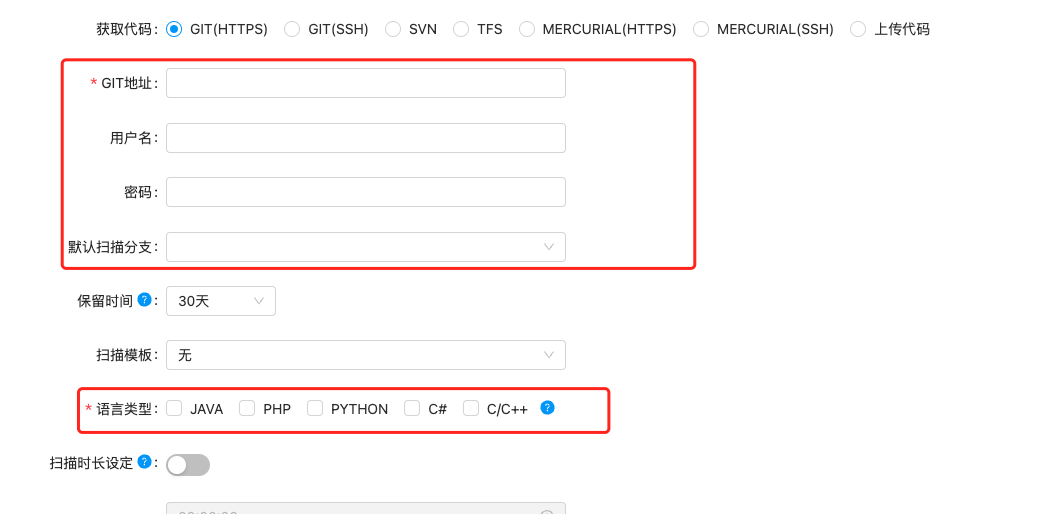 获取代码: GIT(HTTPS) GIT(SSH) SVN TFS MERCURIAL(HTTPS) MERCURIAL(SSH) 上传代码
* GIT地址:
用户名:
密码:
默认扫描分支:
保留时间 ? : 30天
扫描模板: 无
* 语言类型: JAVA PHP PYTHON C# C/C++ ?
扫描时长设定 ? :